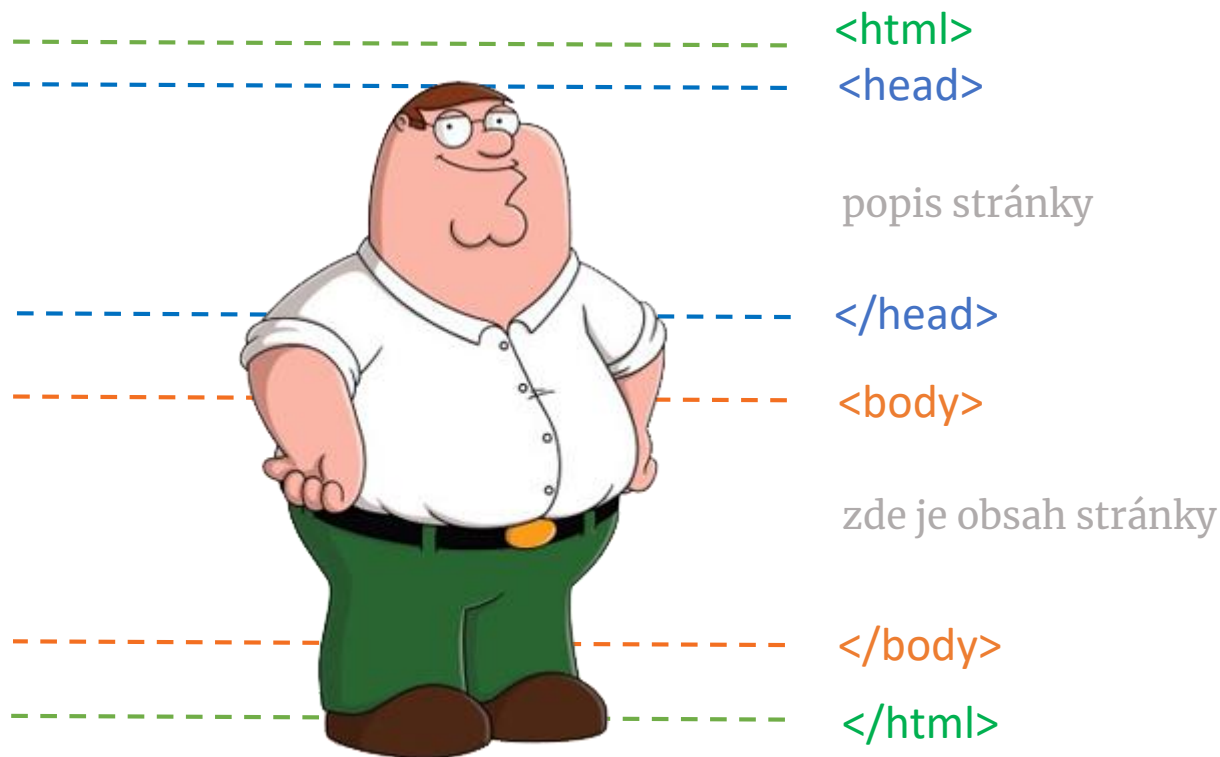 <html>
<head>
popis stránky
</head>
<body>
zde je obsah stránky
</body>
</html>